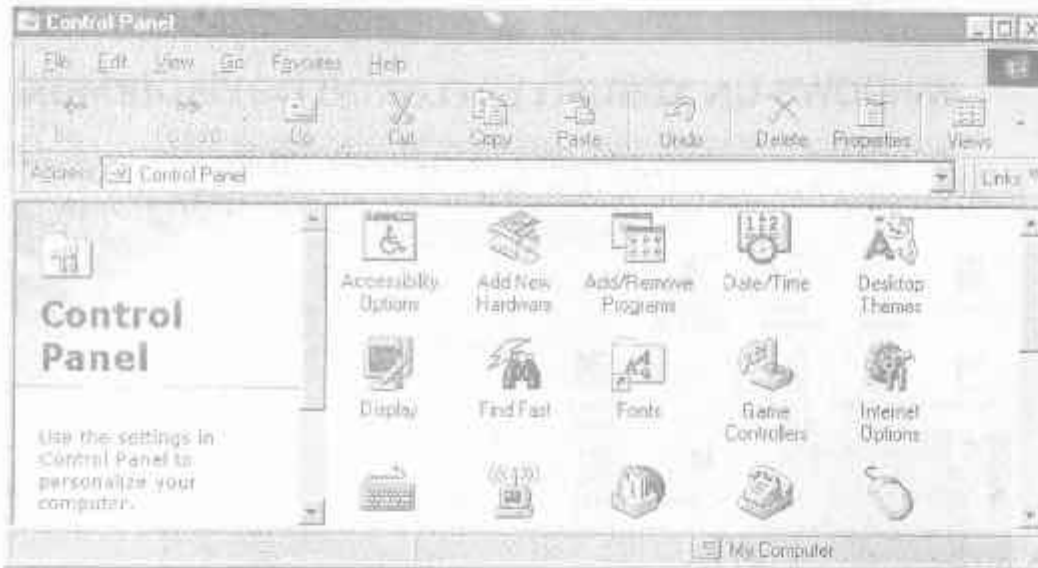 Control Panel
File Edit View Go Favorites Help
Up Cut Copy Paste Undo Delete Properties Views
Address Control Panel Links
Control
Panel
Use the settings in
Control Panel to
personalize your
computer.
Accessibility
Options
Add New
Hardware
Add/Remove
Programs
Date/Time
Desktop
Themes
Display
Find Fast
Fonts
Game
Controllers
Internet
Options
My Computer